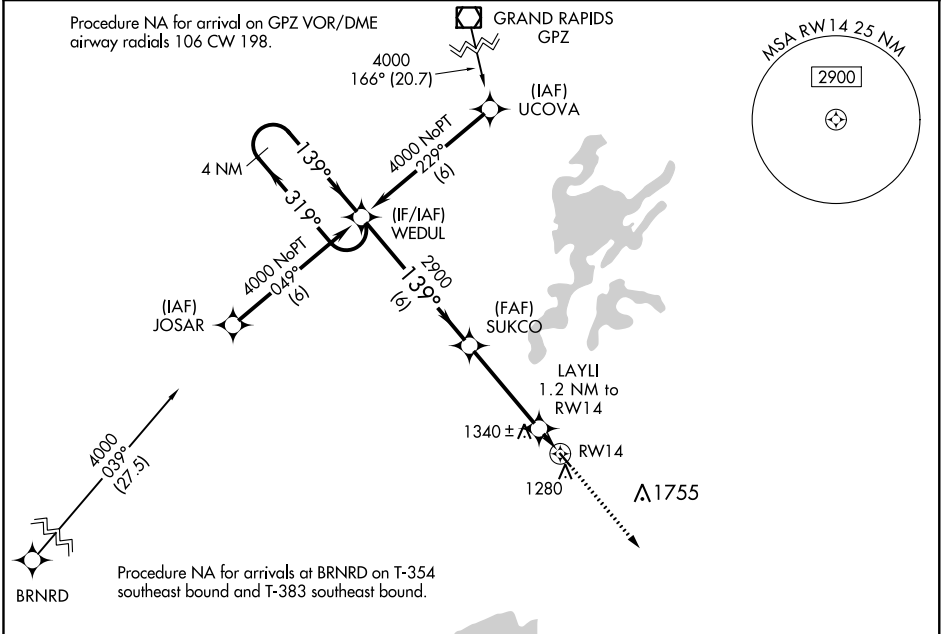 Procedure NA for arrival on GPZ VOR/DME
airway radials 106 CW 198.
GRAND RAPIDS
GPZ
4000
166° (20.7)
(IAF)
UCOVA
MSA RW14 25 NM
2900
4000 NoPT
229°
(6)
4 NM
139°
319°
(IF/IAF)
WEDUL
4000 NoPT
049°
(6)
(IAF)
JOSAR
2900
139°
(6)
(FAF)
SUKCO
LAYLI
1.2 NM to
RW14
1340 ±
RW14
1280
1755
4000
039°
(27.5)
BRNRD
Procedure NA for arrivals at BRNRD on T-354
southeast bound and T-383 southeast bound.